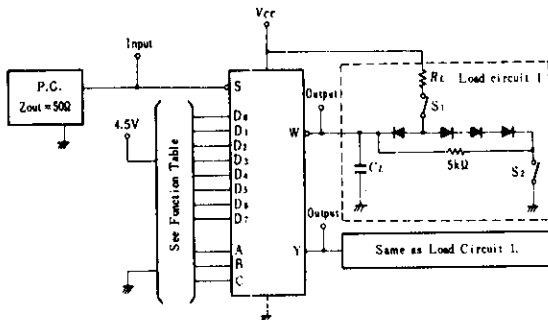 Vcc
Input
P.G.
Zout = 50Ω
4.5V
See Function Table
S
D0
D1
D2
D3
D4
D5
D6
D7
A
B
C
W
Y
Output
RL
Load circuit 1
S1
5kΩ
CL
S2
Output
Same as Load Circuit 1.